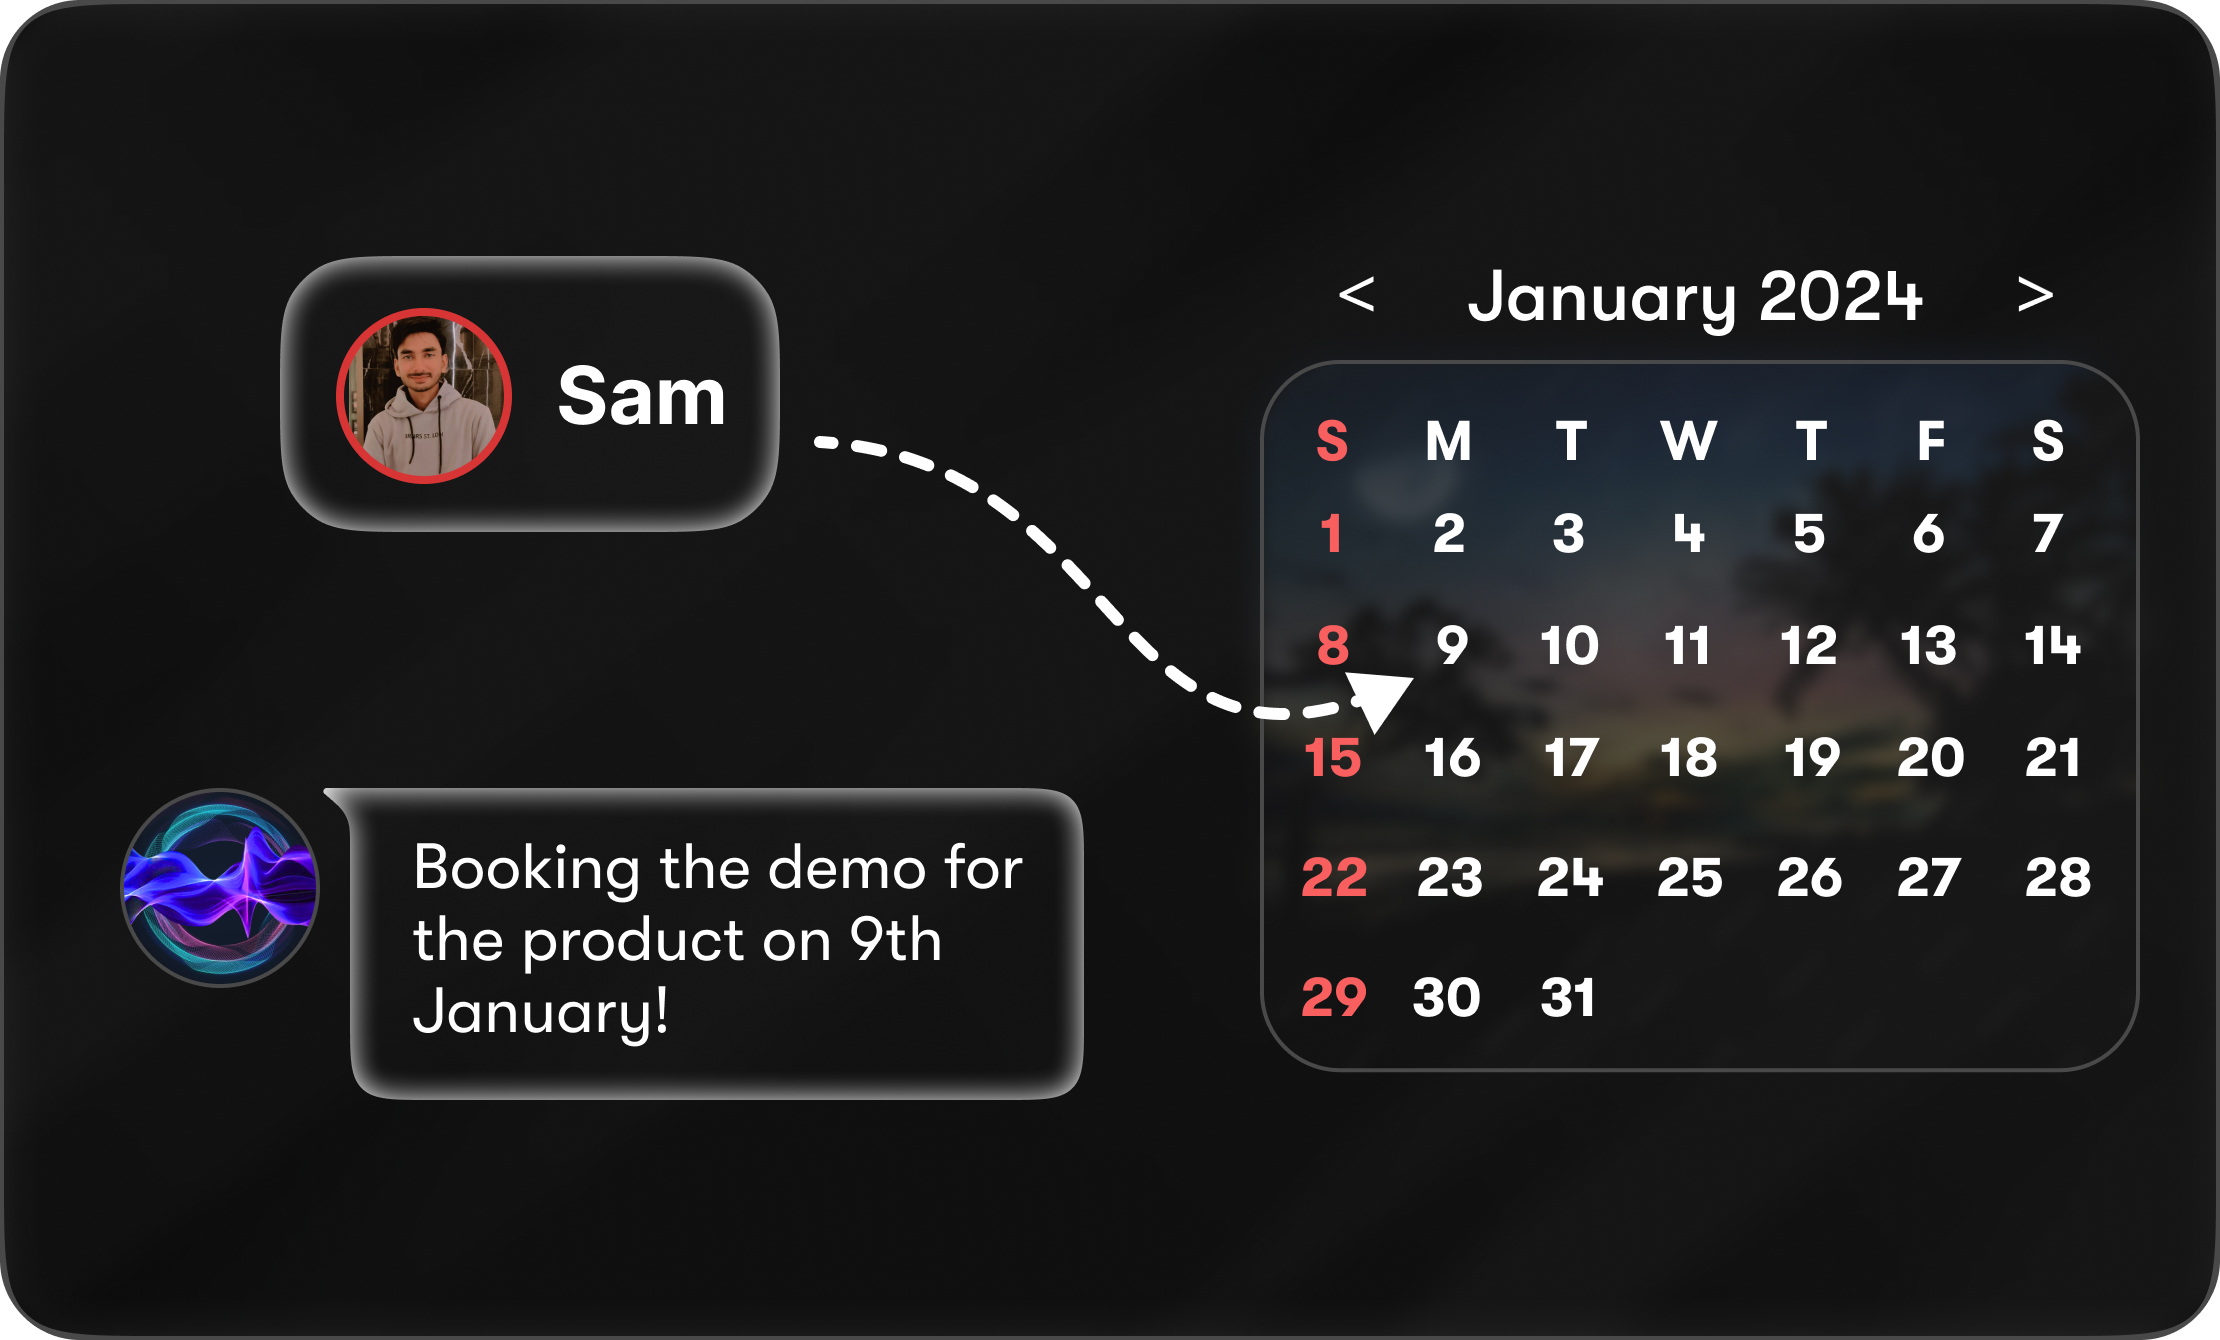 Sam
Booking the demo for
the product on 9th
January!
< January 2024 >
S M T W T F S
1 2 3 4 5 6 7
8 9 10 11 12 13 14
15 16 17 18 19 20 21
22 23 24 25 26 27 28
29 30 31